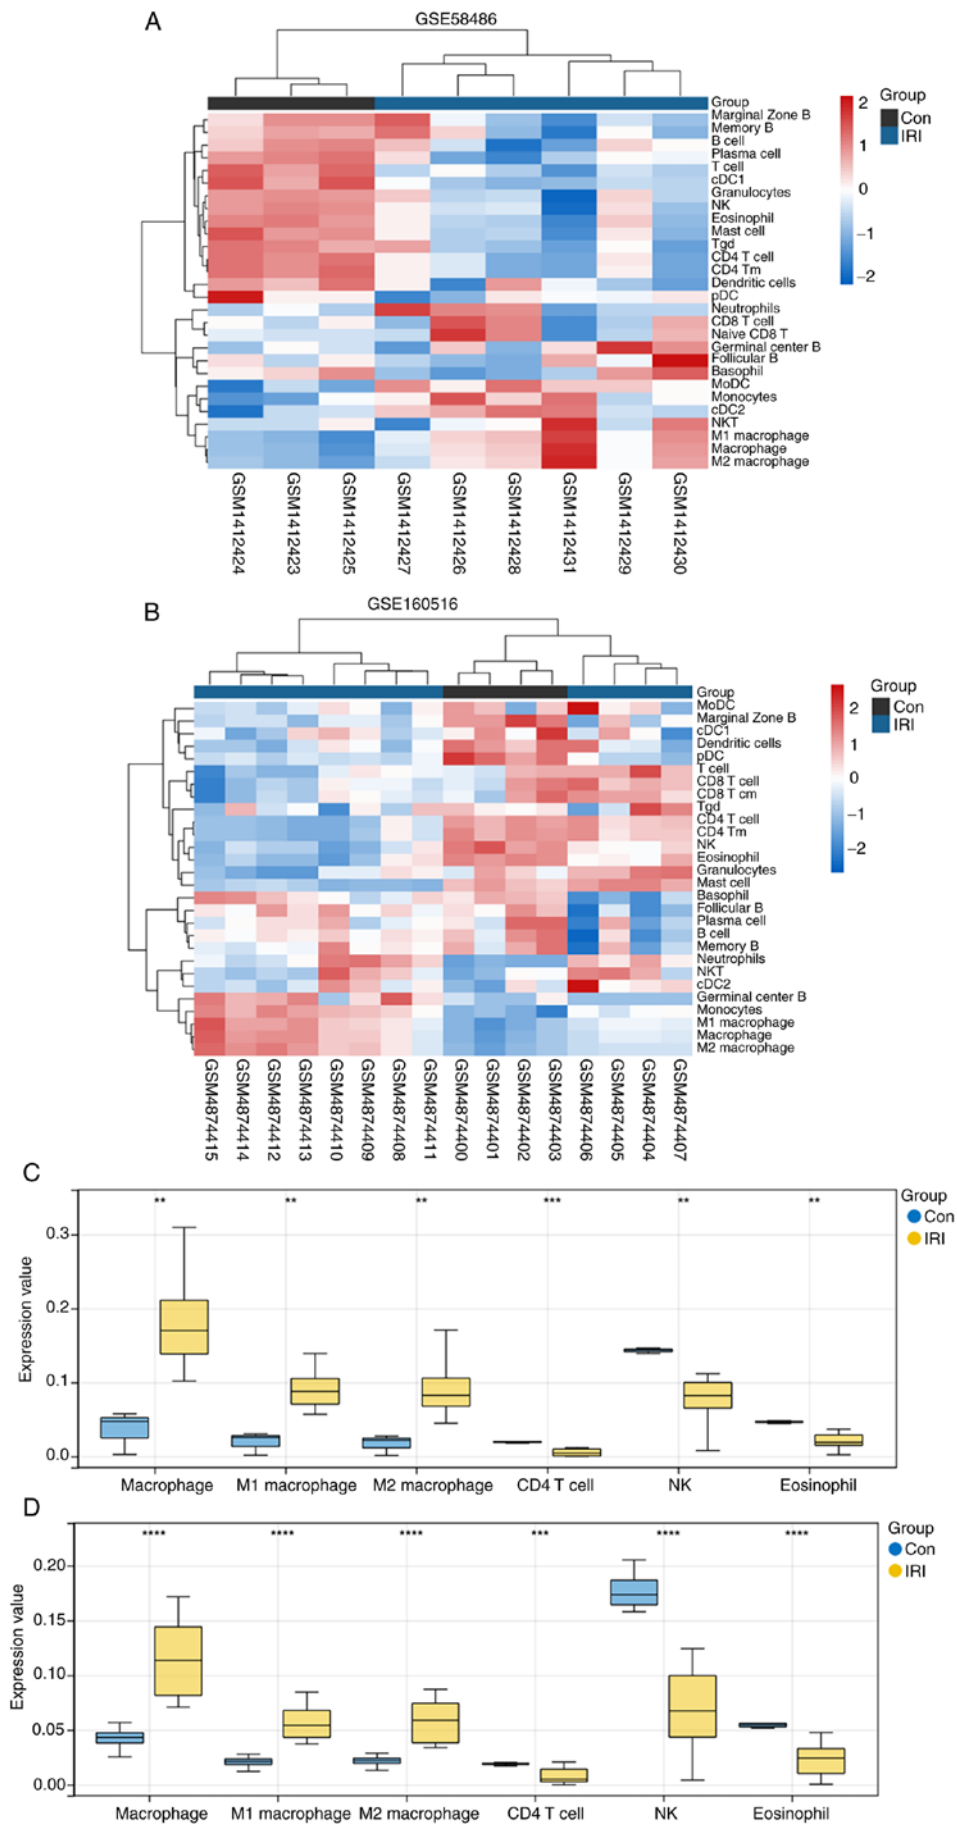 A
GSE58486
Group
Marginal Zone B
Memory B
B cell
Plasma cell
T cell
cDC1
Granulocytes
NK
Eosinophil
Mast cell
Tgd
CD4 T cell
CD4 Tm
Dendritic cells
pDC
Neutrophils
CD8 T cell
Naive CD8 T
Germinal center B
Follicular B
Basophil
MoDC
Monocytes
cDC2
NKT
M1 macrophage
Macrophage
M2 macrophage
2
1
0
−1
−2
Group
Con
IRI
GSM1412424
GSM1412423
GSM1412425
GSM1412427
GSM1412426
GSM1412428
GSM1412431
GSM1412429
GSM1412430
B
GSE160516
Group
MoDC
Marginal Zone B
cDC1
Dendritic cells
pDC
T cell
CD8 T cell
CD8 T cm
Tgd
CD4 T cell
CD4 Tm
NK
Eosinophil
Granulocytes
Mast cell
Basophil
Follicular B
Plasma cell
B cell
Memory B
Neutrophils
NKT
cDC2
Germinal center B
Monocytes
M1 macrophage
Macrophage
M2 macrophage
2
1
0
−1
−2
Group
Con
IRI
GSM4874415
GSM4874414
GSM4874412
GSM4874413
GSM4874410
GSM4874409
GSM4874408
GSM4874411
GSM4874400
GSM4874401
GSM4874402
GSM4874403
GSM4874406
GSM4874405
GSM4874404
GSM4874407
C
Expression value
0.3
0.2
0.1
0.0
** ** ** *** ** **
Macrophage M1 macrophage M2 macrophage CD4 T cell NK Eosinophil
Group
Con
IRI
D
Expression value
0.20
0.15
0.10
0.05
0.00
**** **** **** *** **** ****
Macrophage M1 macrophage M2 macrophage CD4 T cell NK Eosinophil
Group
Con
IRI